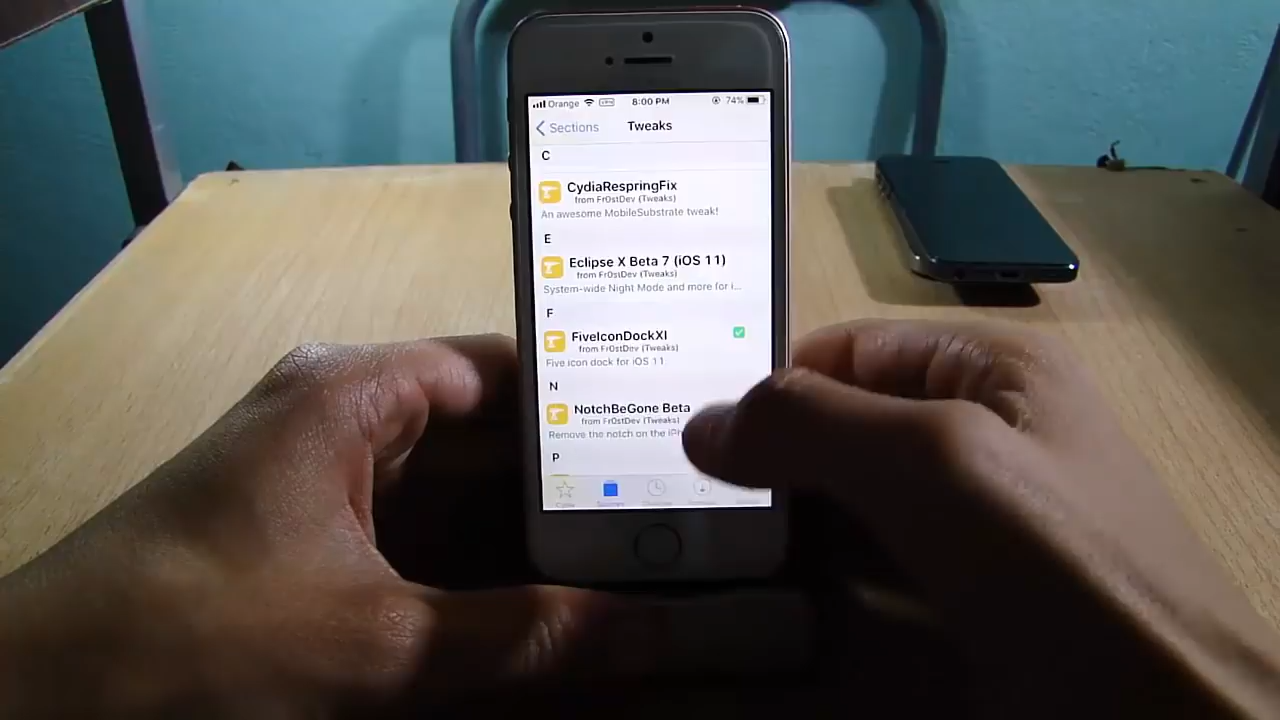 Orange VPN 8:00 PM 74%
Sections Tweaks
C
CydiaRespringFix
from Fr0stDev (Tweaks)
An awesome MobileSubstrate tweak!
E
Eclipse X Beta 7 (iOS 11)
from Fr0stDev (Tweaks)
System-wide Night Mode and more for i...
F
FiveIconDockXI
from Fr0stDev (Tweaks)
Five icon dock for iOS 11
N
NotchBeGone Beta
from Fr0stDev (Tweaks)
Remove the notch on the
P